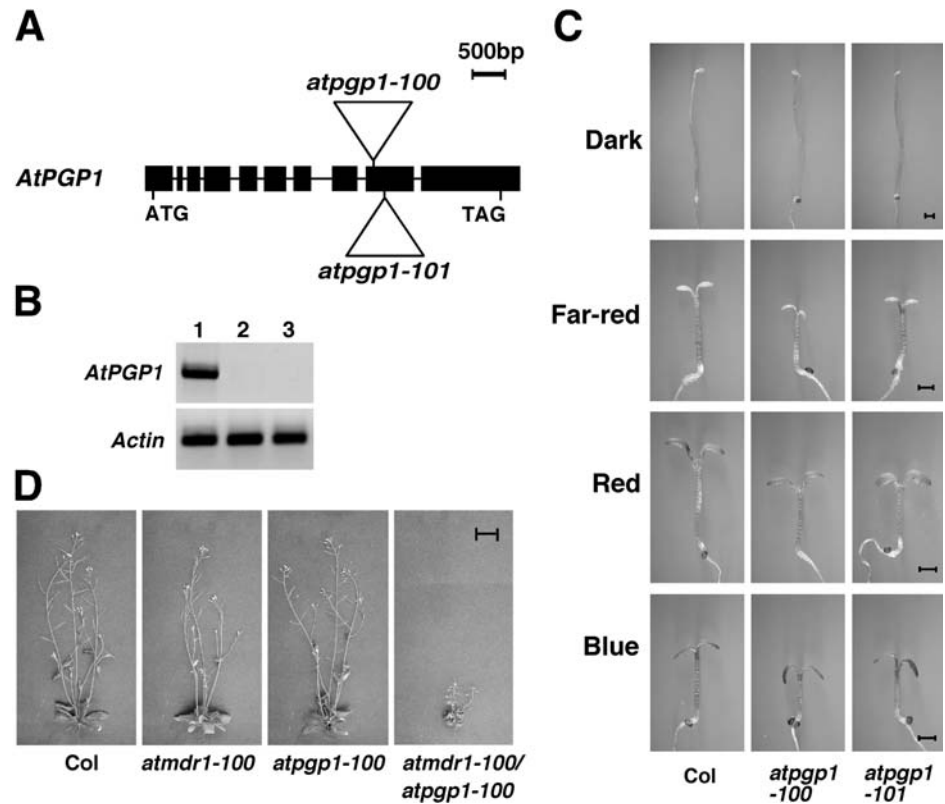 A
500bp
atpgp1-100
AtPGP1
ATG
TAG
atpgp1-101
B
1 2 3
AtPGP1
Actin
C
Dark
Far-red
Red
Blue
Col
atpgp1
-100
atpgp1
-101
D
Col
atmdr1-100
atpgp1-100
atmdr1-100/
atpgp1-100